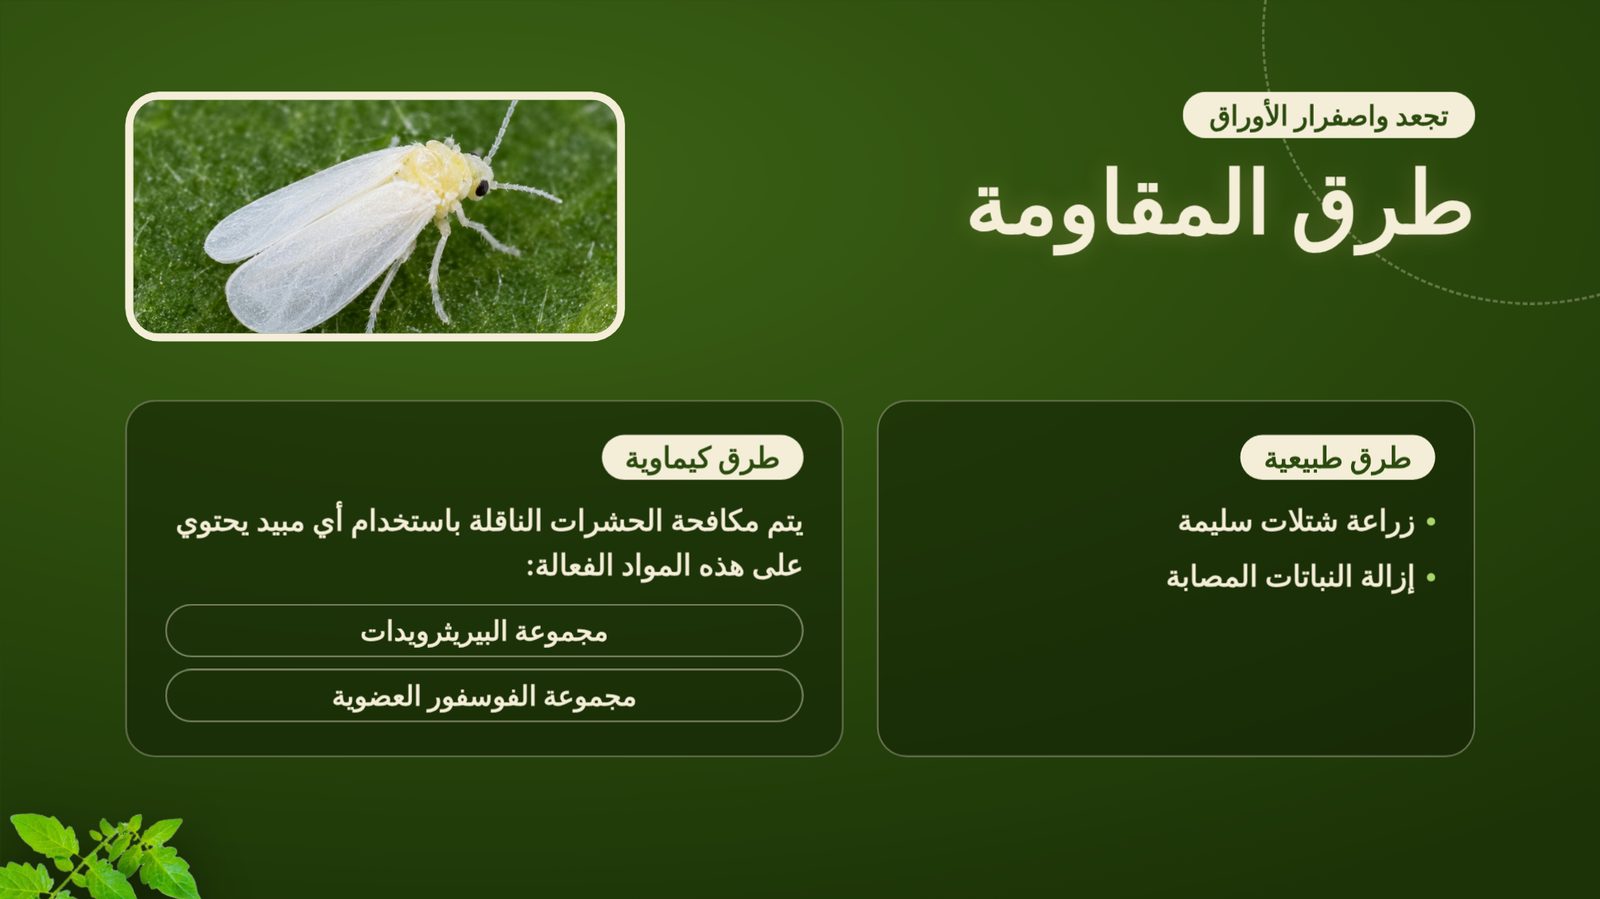 تجعد واصفرار الأوراق
طرق المقاومة
طرق طبيعية
• زراعة شتلات سليمة
• إزالة النباتات المصابة
طرق كيماوية
يتم مكافحة الحشرات الناقلة باستخدام أي مبيد يحتوي
على هذه المواد الفعالة:
مجموعة البيريثرويدات
مجموعة الفوسفور العضوية